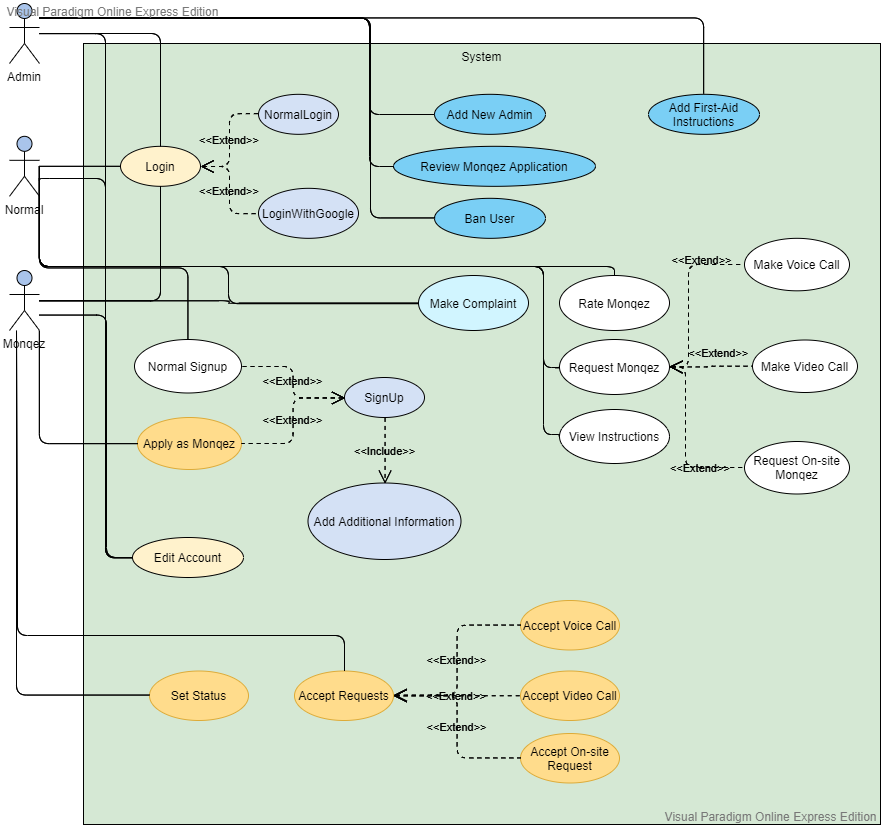 Visual Paradigm Online Express Edition
Admin
System
NormalLogin
Add New Admin
Add First-Aid
Instructions
<<Extend>>
Login
Review Monqez Application
<<Extend>>
Normal
LoginWithGoogle
Ban User
<<Extend>>
Make Voice Call
Make Complaint
Rate Monqez
Monqez
<<Extend>>
Normal Signup
Request Monqez
Make Video Call
<<Extend>>
SignUp
<<Extend>>
Apply as Monqez
View Instructions
<<Include>>
<<Extend>>
Request On-site
Monqez
Add Additional Information
Edit Account
Accept Voice Call
<<Extend>>
Set Status
Accept Requests
<<Extend>>
Accept Video Call
<<Extend>>
Accept On-site
Request
Visual Paradigm Online Express Edition